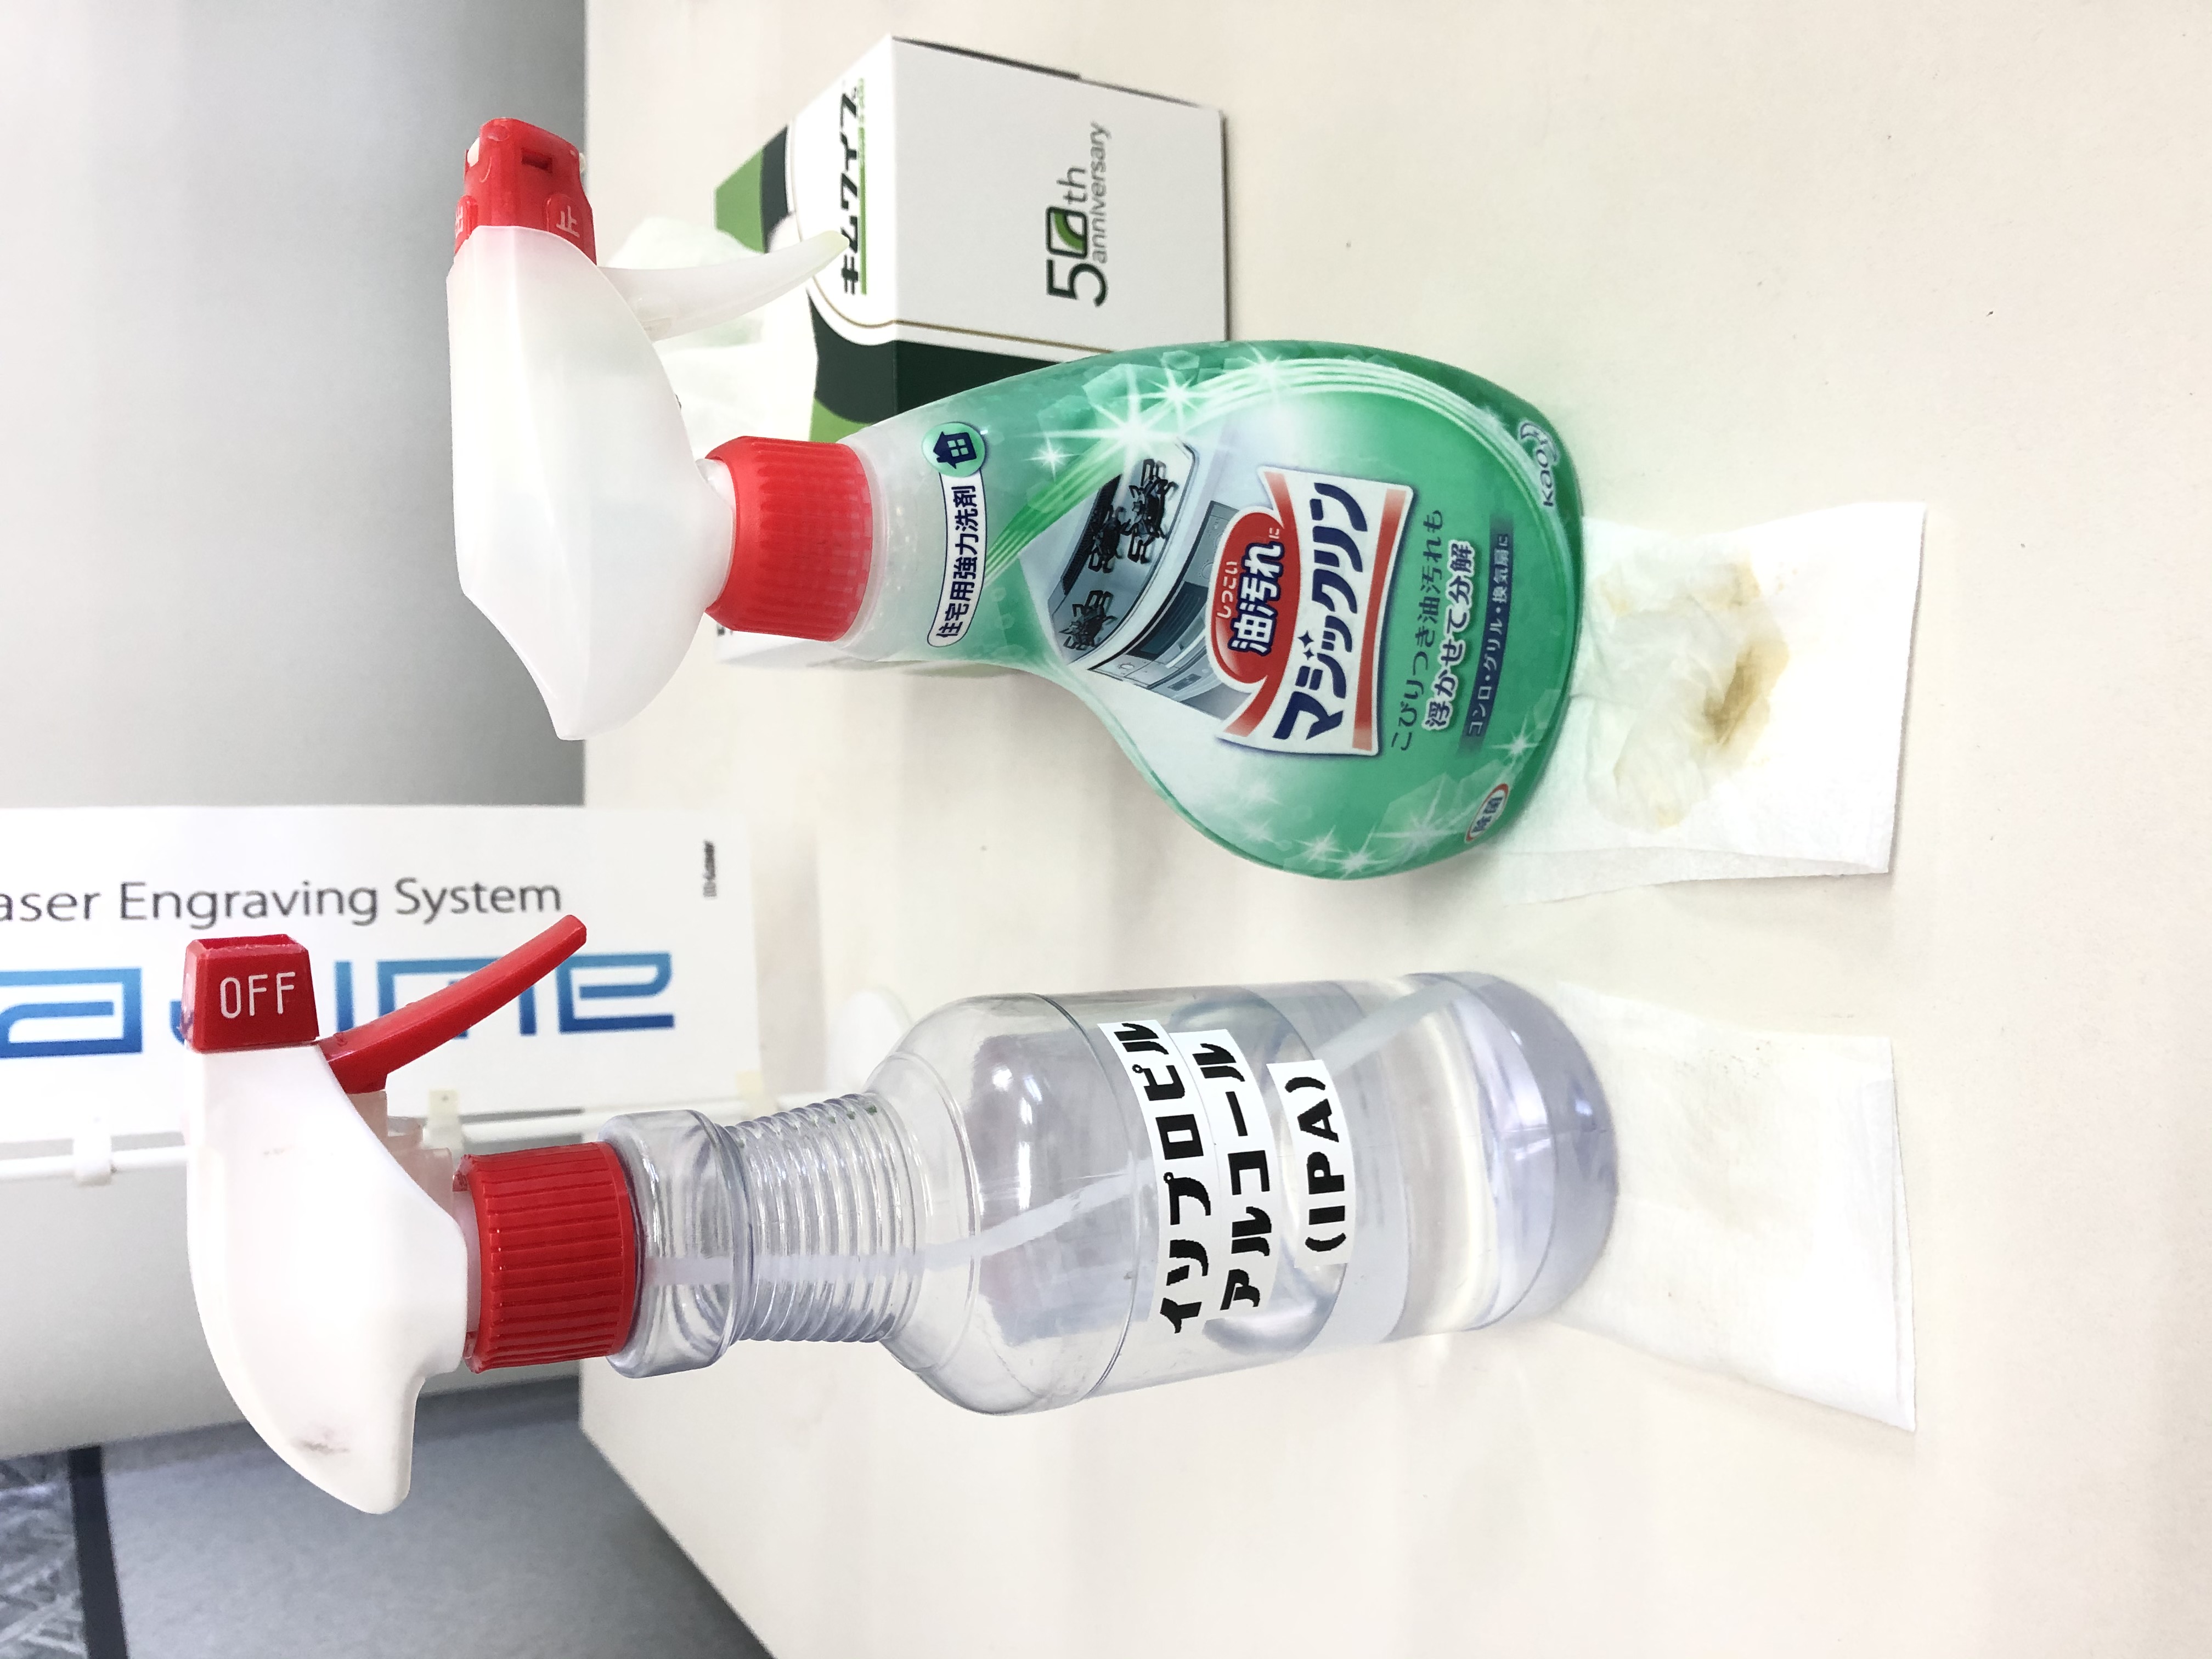 aser Engraving System
OFF
イソプロピル
アルコール
(IPA)
住宅用強力洗剤
しつこい
油汚れに
マジックリン
こびりつき油汚れも
浮かせて分解
コンロ・グリル・換気扇に
除菌
Kao
キムワイプ
50th
anniversary